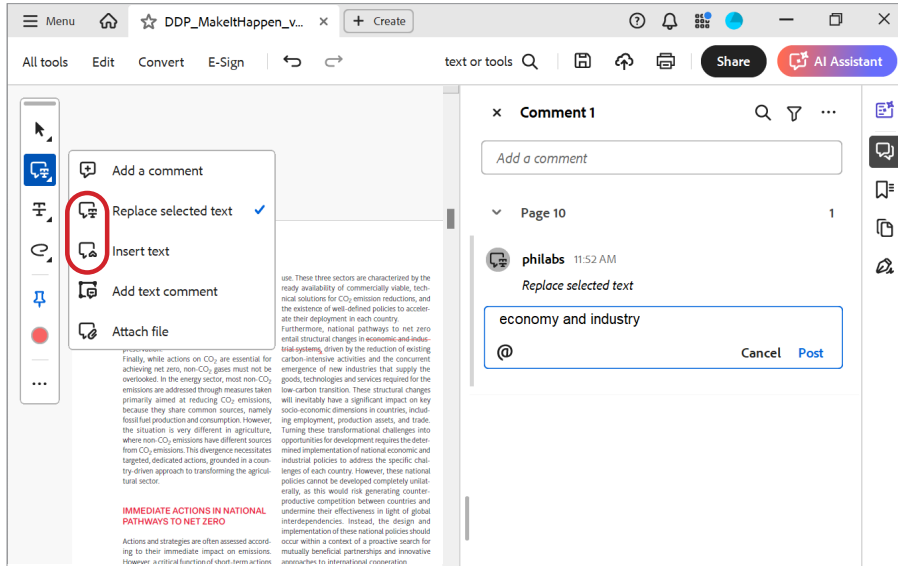 Menu
DDP_MakeItHappen_v...
+ Create
All tools
Edit
Convert
E-Sign
text or tools
Share
AI Assistant
Add a comment
Replace selected text
Insert text
Add text comment
Attach file
Finally, while actions on CO₂ are essential for
achieving net zero, non-CO₂ gases must not be
overlooked. In the energy sector, most non-CO₂
emissions are addressed through measures taken
primarily aimed at reducing CO₂ emissions,
because they share common sources, namely
fossil fuel production and consumption. However,
the situation is very different in agriculture,
where non-CO₂ emissions have different sources
from CO₂ emissions. This divergence necessitates
targeted, dedicated actions, grounded in a coun-
try-driven approach to transforming the agricul-
tural sector.
IMMEDIATE ACTIONS IN NATIONAL
PATHWAYS TO NET ZERO
Actions and strategies are often assessed accord-
ing to their immediate impact on emissions.
However, a critical function of short-term actions
use. These three sectors are characterized by the
ready availability of commercially viable, tech-
nical solutions for CO₂ emission reductions, and
the existence of well-defined policies to acceler-
ate their deployment in each country.
Furthermore, national pathways to net zero
entail structural changes in economic and indus-
trial systems, driven by the reduction of existing
carbon-intensive activities and the concurrent
emergence of new industries that supply the
goods, technologies and services required for the
low-carbon transition. These structural changes
will inevitably have a significant impact on key
socio-economic dimensions in countries, includ-
ing employment, production assets, and trade.
Turning these transformational challenges into
opportunities for development requires the deter-
mined implementation of national economic and
industrial policies to address the specific chal-
lenges of each country. However, these national
policies cannot be developed completely unilat-
erally, as this would risk generating counter-
productive competition between countries and
undermine their effectiveness in light of global
interdependencies. Instead, the design and
implementation of these national policies should
occur within a context of a proactive search for
mutually beneficial partnerships and innovative
approaches to international cooperation.
Comment 1
Add a comment
Page 10
1
philabs 11:52 AM
Replace selected text
economy and industry
@
Cancel
Post